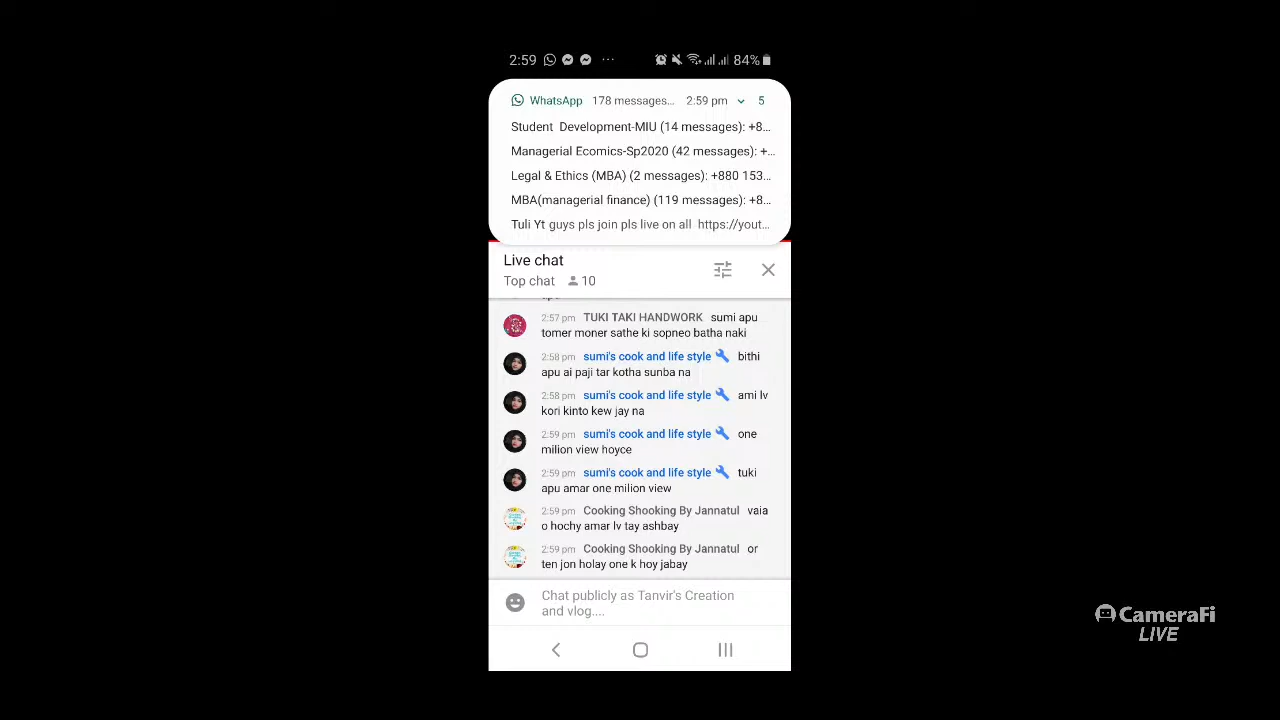 2:59 ... 84%
WhatsApp 178 messages... 2:59 pm 5
Student Development-MIU (14 messages): +8...
Managerial Ecomics-Sp2020 (42 messages): +...
Legal & Ethics (MBA) (2 messages): +880 153...
MBA(managerial finance) (119 messages): +8...
Tuli Yt guys pls join pls live on all https://yout...
Live chat
Top chat 10
2:57 pm TUKI TAKI HANDWORK sumi apu
tomer moner sathe ki sopneo batha naki
2:58 pm sumi's cook and life style bithi
apu ai paji tar kotha sunba na
2:58 pm sumi's cook and life style ami lv
kori kinto kew jay na
2:59 pm sumi's cook and life style one
milion view hoyce
2:59 pm sumi's cook and life style tuki
apu amar one milion view
2:59 pm Cooking Shooking By Jannatul vaia
o hochy amar lv tay ashbay
2:59 pm Cooking Shooking By Jannatul or
ten jon holay one k hoy jabay
Chat publicly as Tanvir's Creation
and vlog....
CameraFi
LIVE